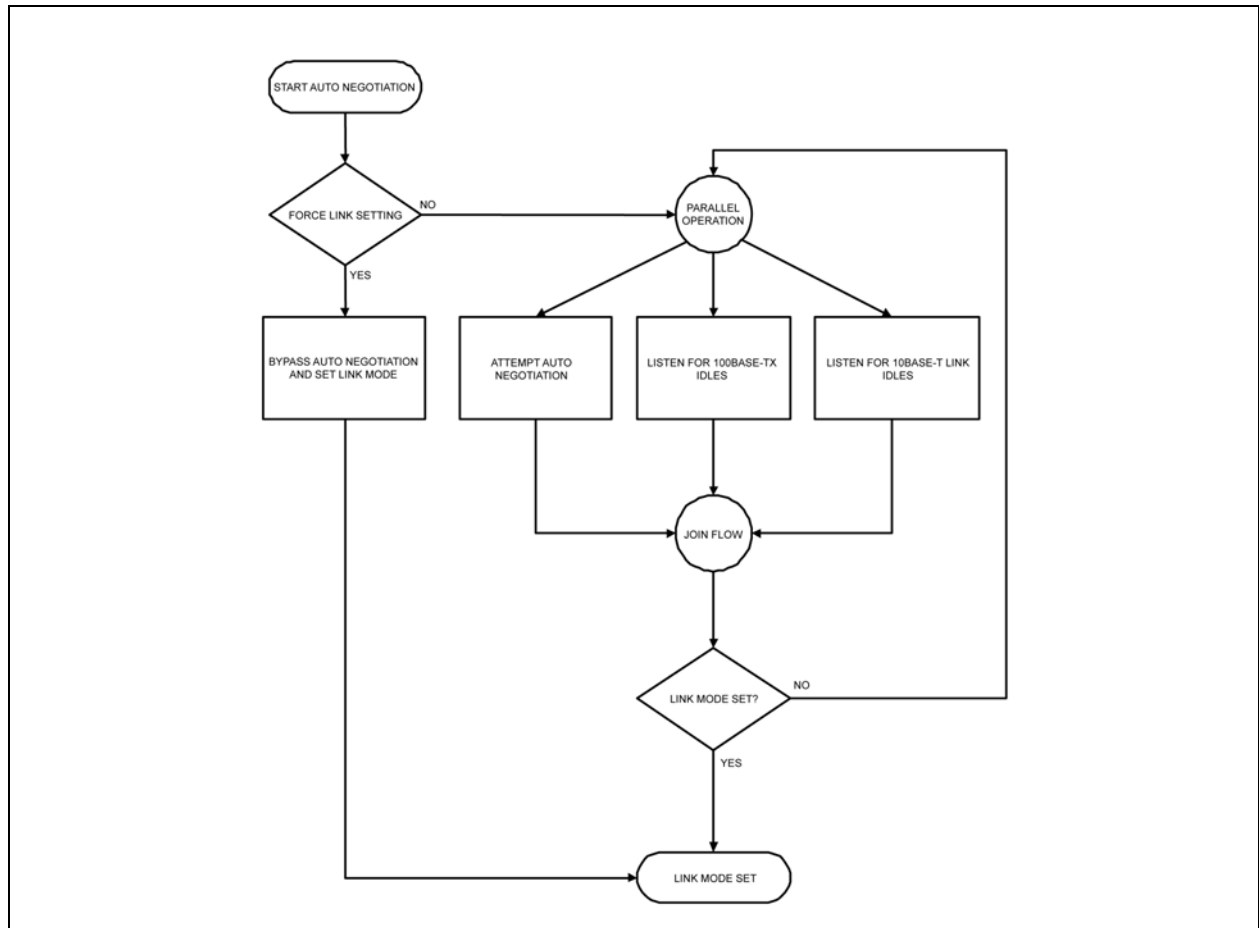 START AUTO NEGOTIATION
FORCE LINK SETTING
NO
PARALLEL
OPERATION
YES
BYPASS AUTO NEGOTIATION
AND SET LINK MODE
ATTEMPT AUTO
NEGOTIATION
LISTEN FOR 100BASE-TX
IDLES
LISTEN FOR 10BASE-T LINK
IDLES
JOIN FLOW
LINK MODE SET?
NO
YES
LINK MODE SET